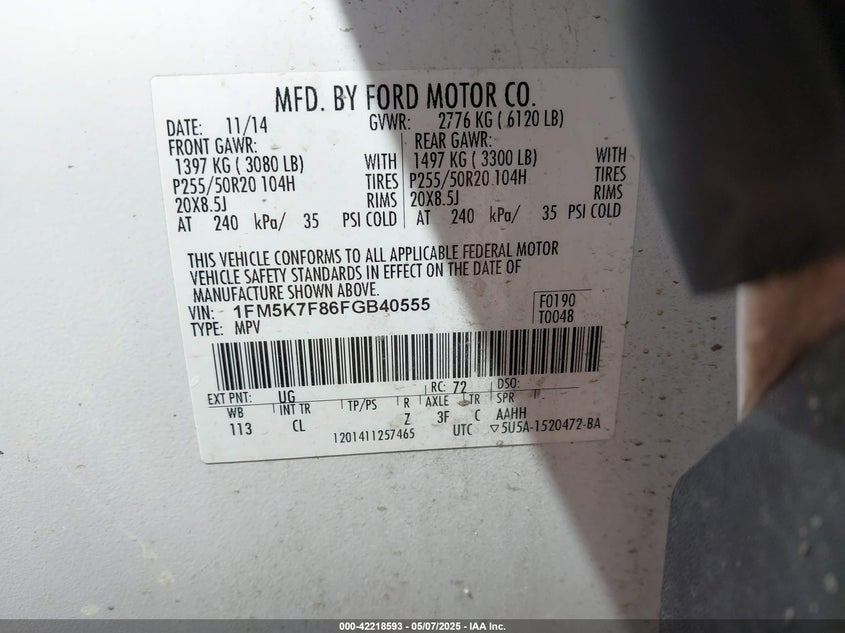 MFD. BY FORD MOTOR CO.
DATE: 11/14 GVWR: 2776 KG ( 6120 LB)
FRONT GAWR: REAR GAWR:
1397 KG ( 3080 LB) WITH 1497 KG ( 3300 LB) WITH
P255/50R20 104H TIRES P255/50R20 104H TIRES
20X8.5J RIMS 20X8.5J RIMS
AT 240 kPa/ 35 PSI COLD AT 240 kPa/ 35 PSI COLD
THIS VEHICLE CONFORMS TO ALL APPLICABLE FEDERAL MOTOR
VEHICLE SAFETY STANDARDS IN EFFECT ON THE DATE OF
MANUFACTURE SHOWN ABOVE.
VIN: 1FM5K7F86FGB40555 F0190
TYPE: MPV T0048
EXT PNT: UG RC: 72 DSO:
WB INT TR TP/PS R AXLE TR SPR
113 CL Z 3F C AAHH
1201411257465 UTC ▽5U5A-1520472-BA
000-42218593 - 05/07/2025 - IAA Inc.